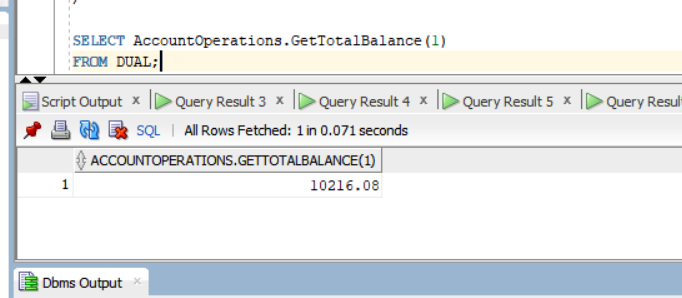 SELECT AccountOperations.GetTotalBalance(1)
FROM DUAL;
Script Output x Query Result 3 x Query Result 4 x Query Result 5 x Query Resul
SQL | All Rows Fetched: 1 in 0.071 seconds
ACCOUNTOPERATIONS.GETTOTALBALANCE(1)
1 10216.08
Dbms Output x